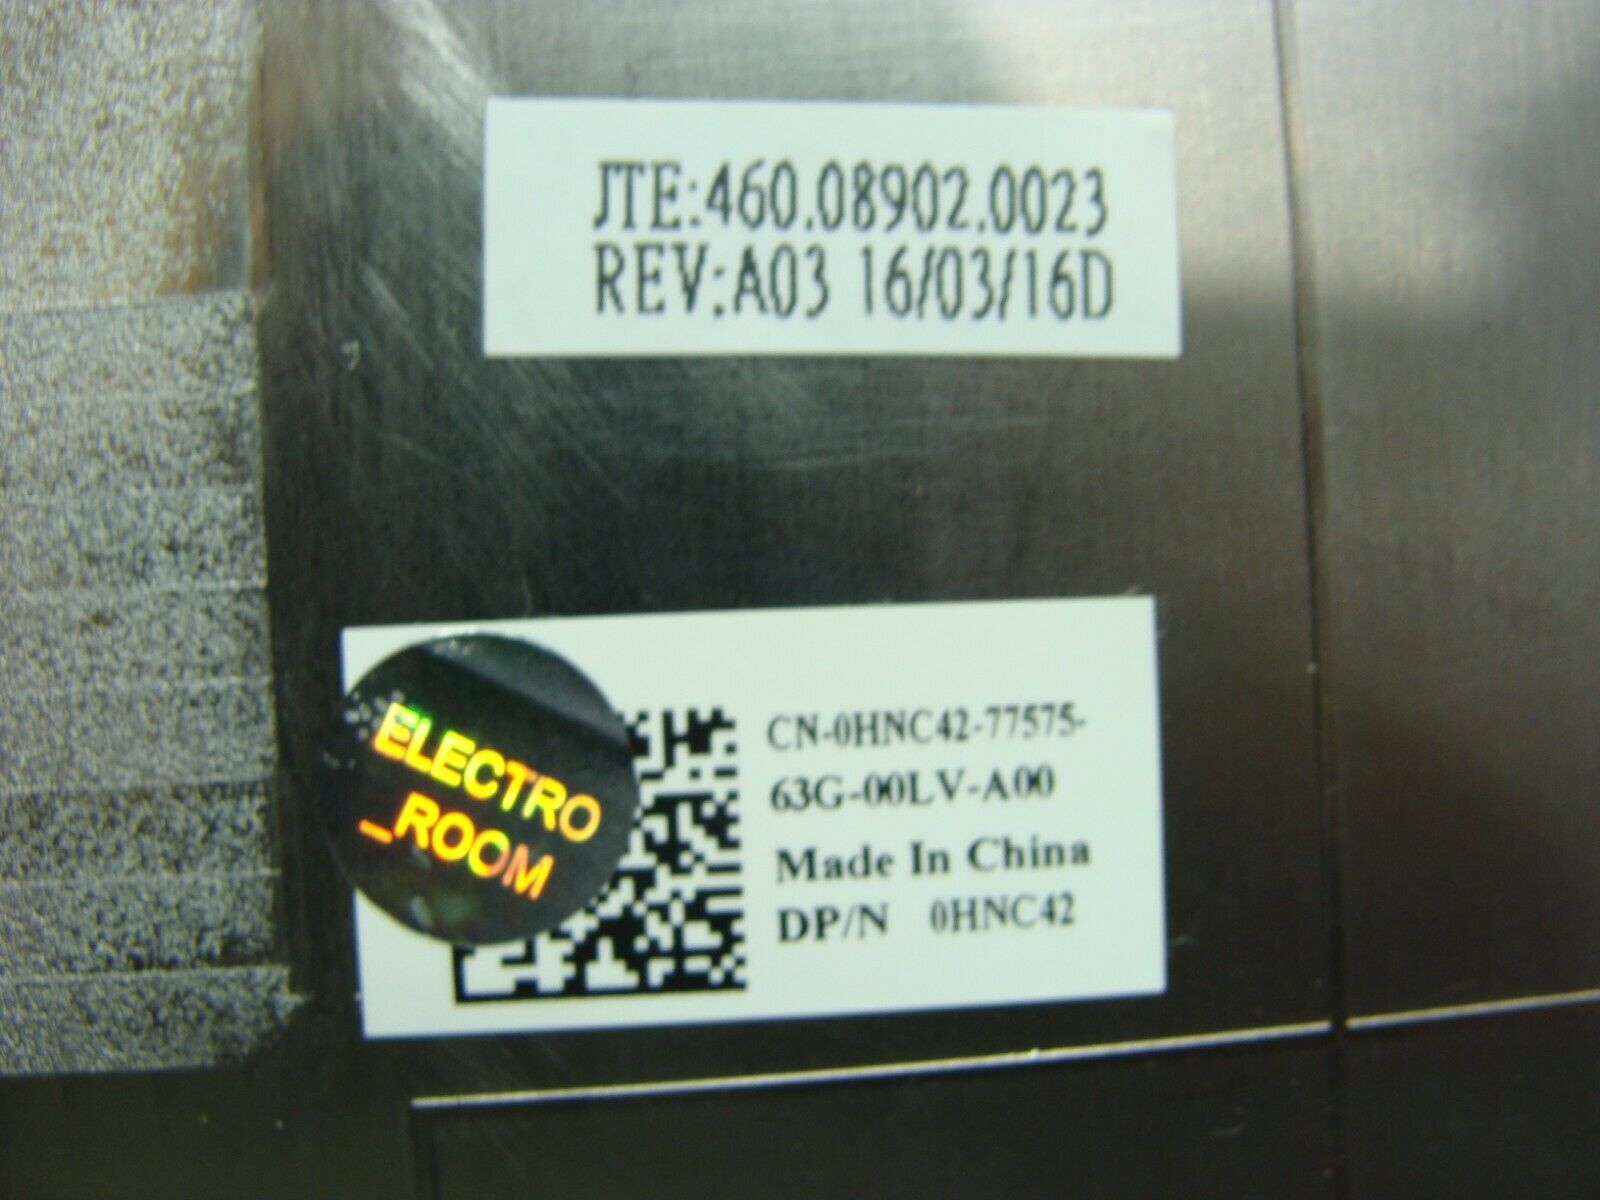 JTE:460.08902.0023
REV:A03 16/03/16D
ELECTRO
_ROOM
CN-0HNC42-77575-
63G-00LV-A00
Made In China
DP/N 0HNC42